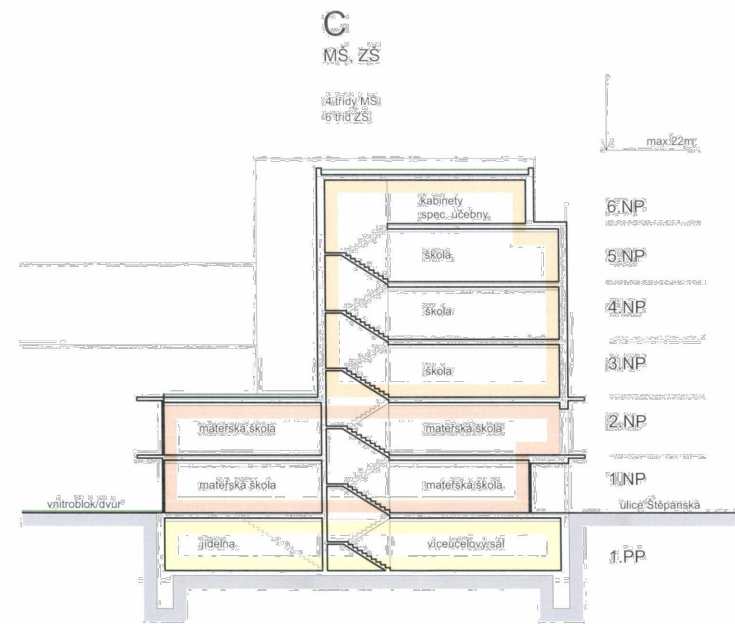 C
MŠ, ZŠ
4 třídy MŠ
6 tříd ZŠ
max.22m
kabinety
spec. učebny
6.NP
škola
5.NP
škola
4.NP
škola
3.NP
mateřská škola
mateřská škola
2.NP
mateřská škola
mateřská škola
1.NP
vnitroblok/dvůr
ulice Štěpánská
jídelna
víceúčelový sál
1.PP